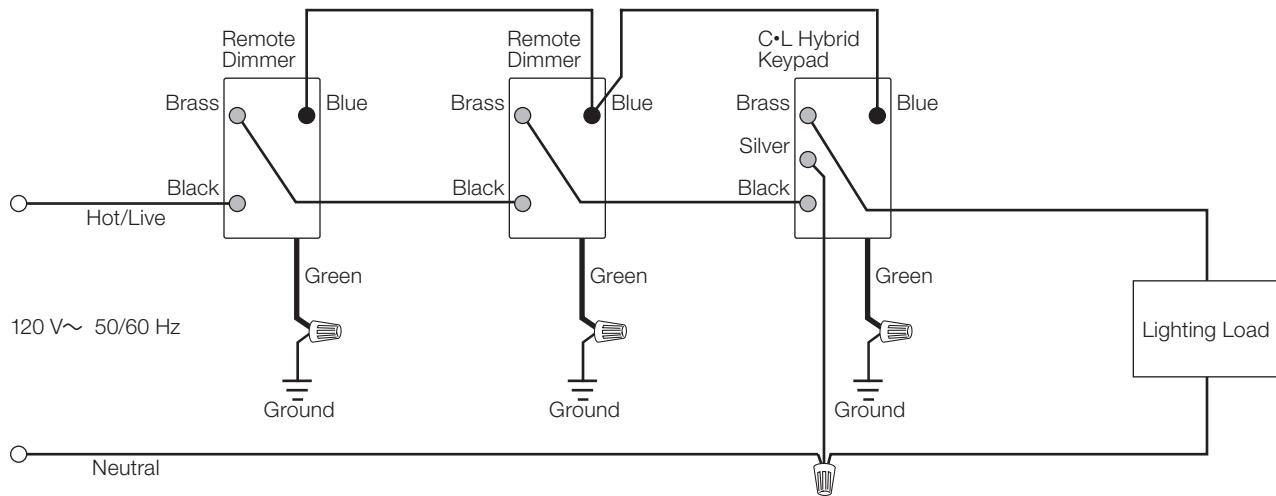 Remote
Dimmer
Remote
Dimmer
C•L Hybrid
Keypad
Brass
Blue
Brass
Blue
Brass
Blue
Silver
Black
Black
Black
Hot/Live
Green
Green
Green
120 V~ 50/60 Hz
Lighting Load
Ground
Ground
Ground
Neutral